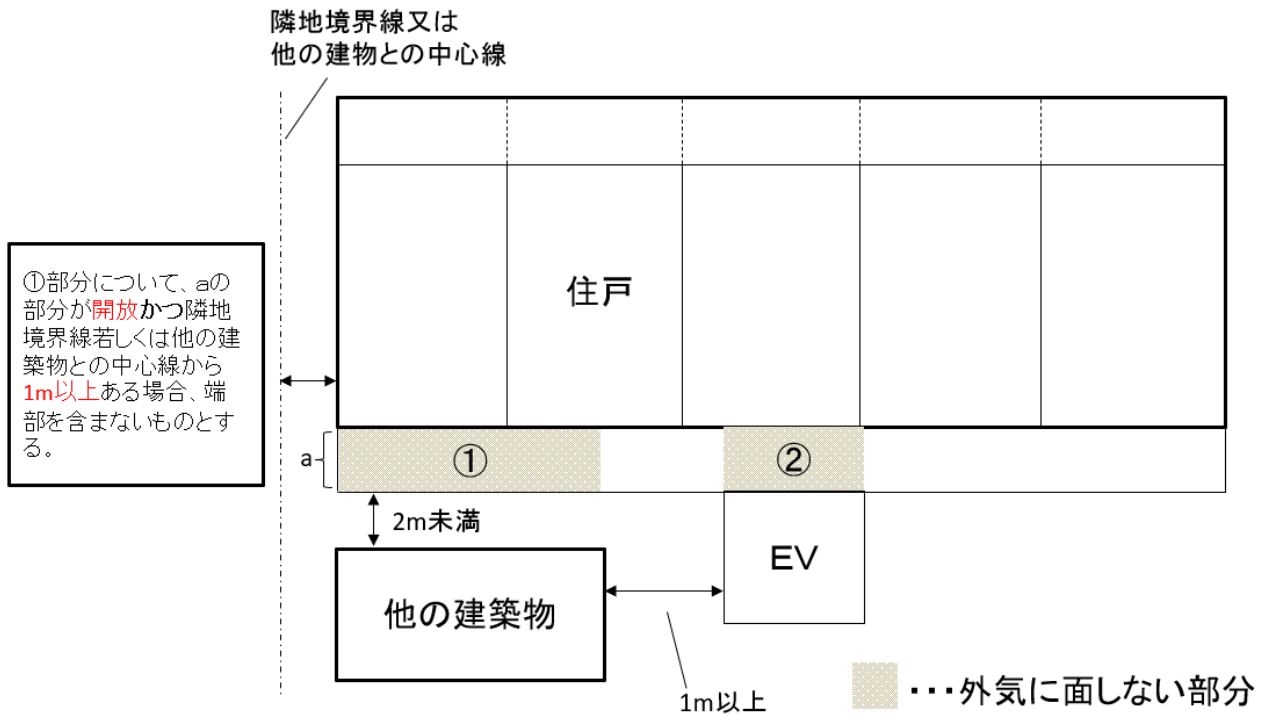 隣地境界線又は
他の建物との中心線
①部分について、aの
部分が開放かつ隣地
境界線若しくは他の建
築物との中心線から
1m以上ある場合、端
部を含まないものとす
る。
住戸
a
①
②
2m未満
EV
他の建築物
1m以上
・・・外気に面しない部分